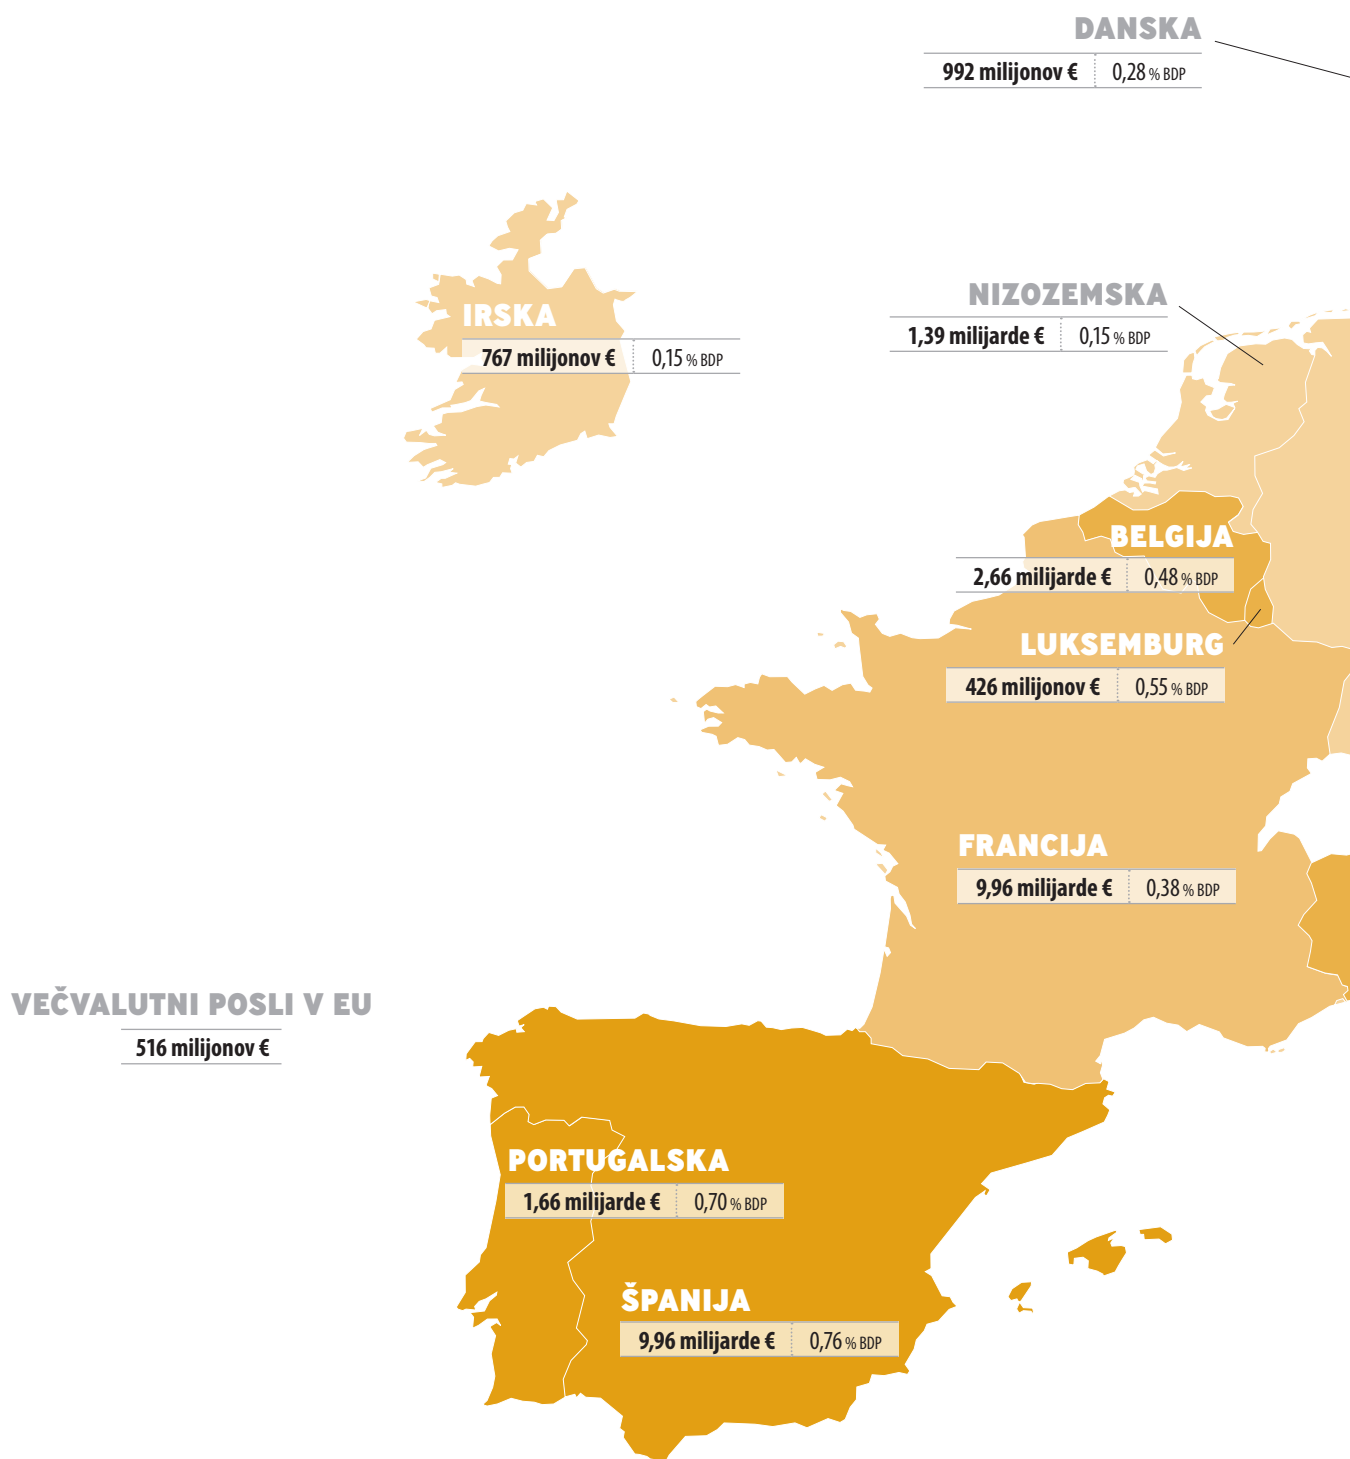 DANSKA
992 milijonov € 0,28 % BDP
IRSKA
767 milijonov € 0,15 % BDP
NIZOZEMSKA
1,39 milijarde € 0,15 % BDP
BELGIJA
2,66 milijarde € 0,48 % BDP
LUKSEMBURG
426 milijonov € 0,55 % BDP
FRANCIJA
9,96 milijarde € 0,38 % BDP
VEČVALUTNI POSLI V EU
516 milijonov €
PORTUGALSKA
1,66 milijarde € 0,70 % BDP
ŠPANIJA
9,96 milijarde € 0,76 % BDP